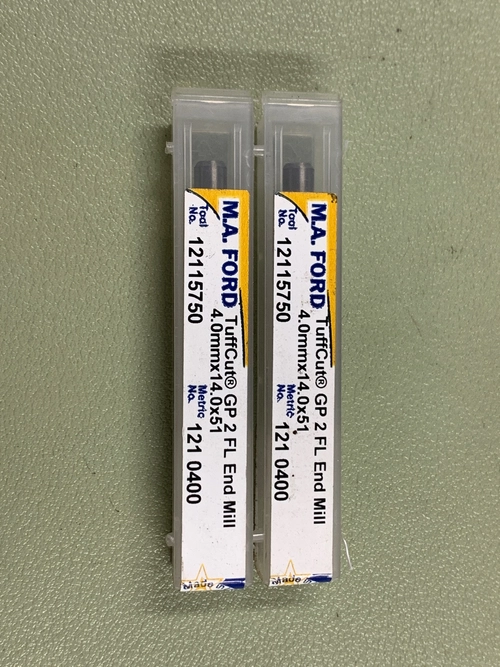 M.A. FORD TuffCut® GP 2 FL End Mill
4.0mmx14.0x51
Tool No. 12115750 Metric No. 121 0400
M.A. FORD TuffCut® GP 2 FL End Mill
4.0mmx14.0x51
Tool No. 12115750 Metric No. 121 0400